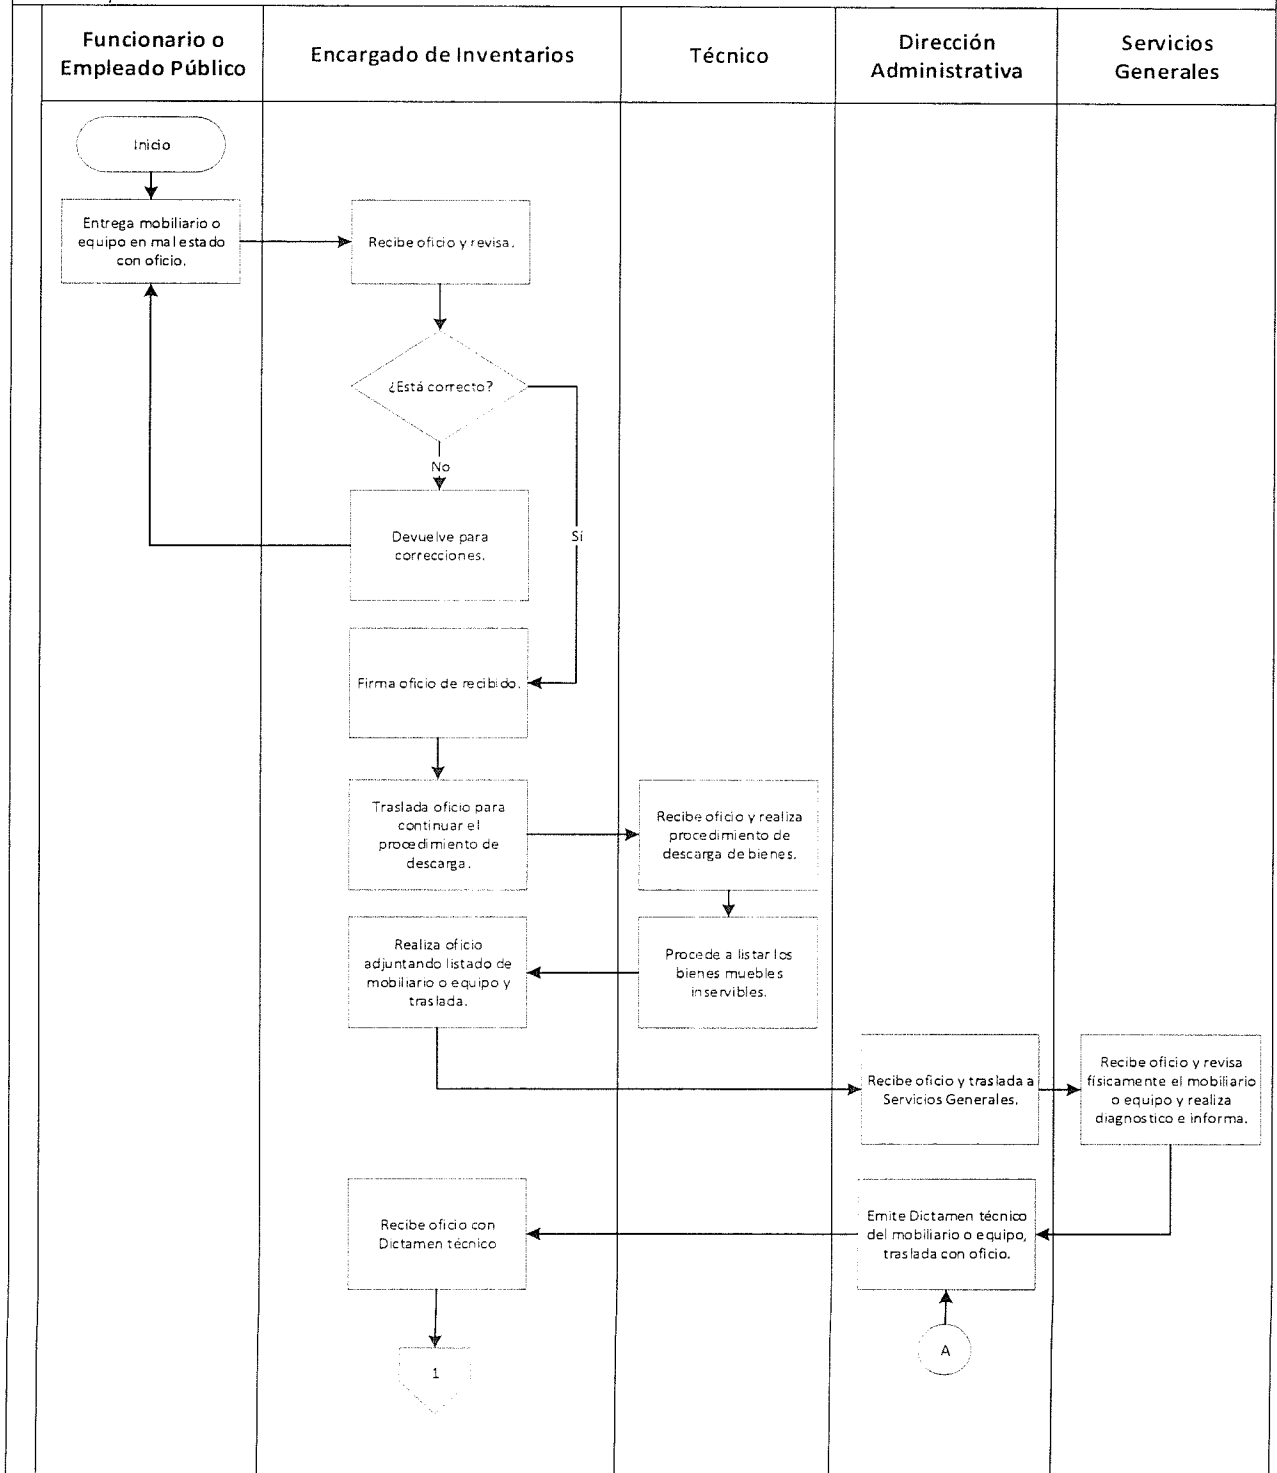 Funcionario o
Empleado Público
Encargado de Inventarios
Técnico
Dirección
Administrativa
Servicios
Generales
Inicio
Entrega mobiliario o
equipo en mal estado
con oficio.
Recibe oficio y revisa.
¿Está correcto?
No
Sí
Devuelve para
correcciones.
Firma oficio de recibido.
Traslada oficio para
continuar el
procedimiento de
descarga.
Recibe oficio y realiza
procedimiento de
descarga de bienes.
Realiza oficio
adjuntando listado de
mobiliario o equipo y
traslada.
Procede a listar los
bienes muebles
inservibles.
Recibe oficio y traslada a
Servicios Generales.
Recibe oficio y revisa
físicamente el mobiliario
o equipo y realiza
diagnostico e informa.
Recibe oficio con
Dictamen técnico
Emite Dictamen técnico
del mobiliario o equipo,
traslada con oficio.
1
A